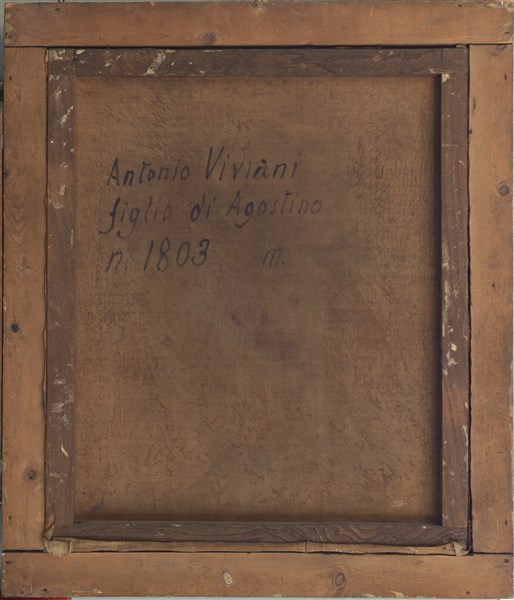 Antonio Viviani
figlio di Agostino
n. 1803 m.